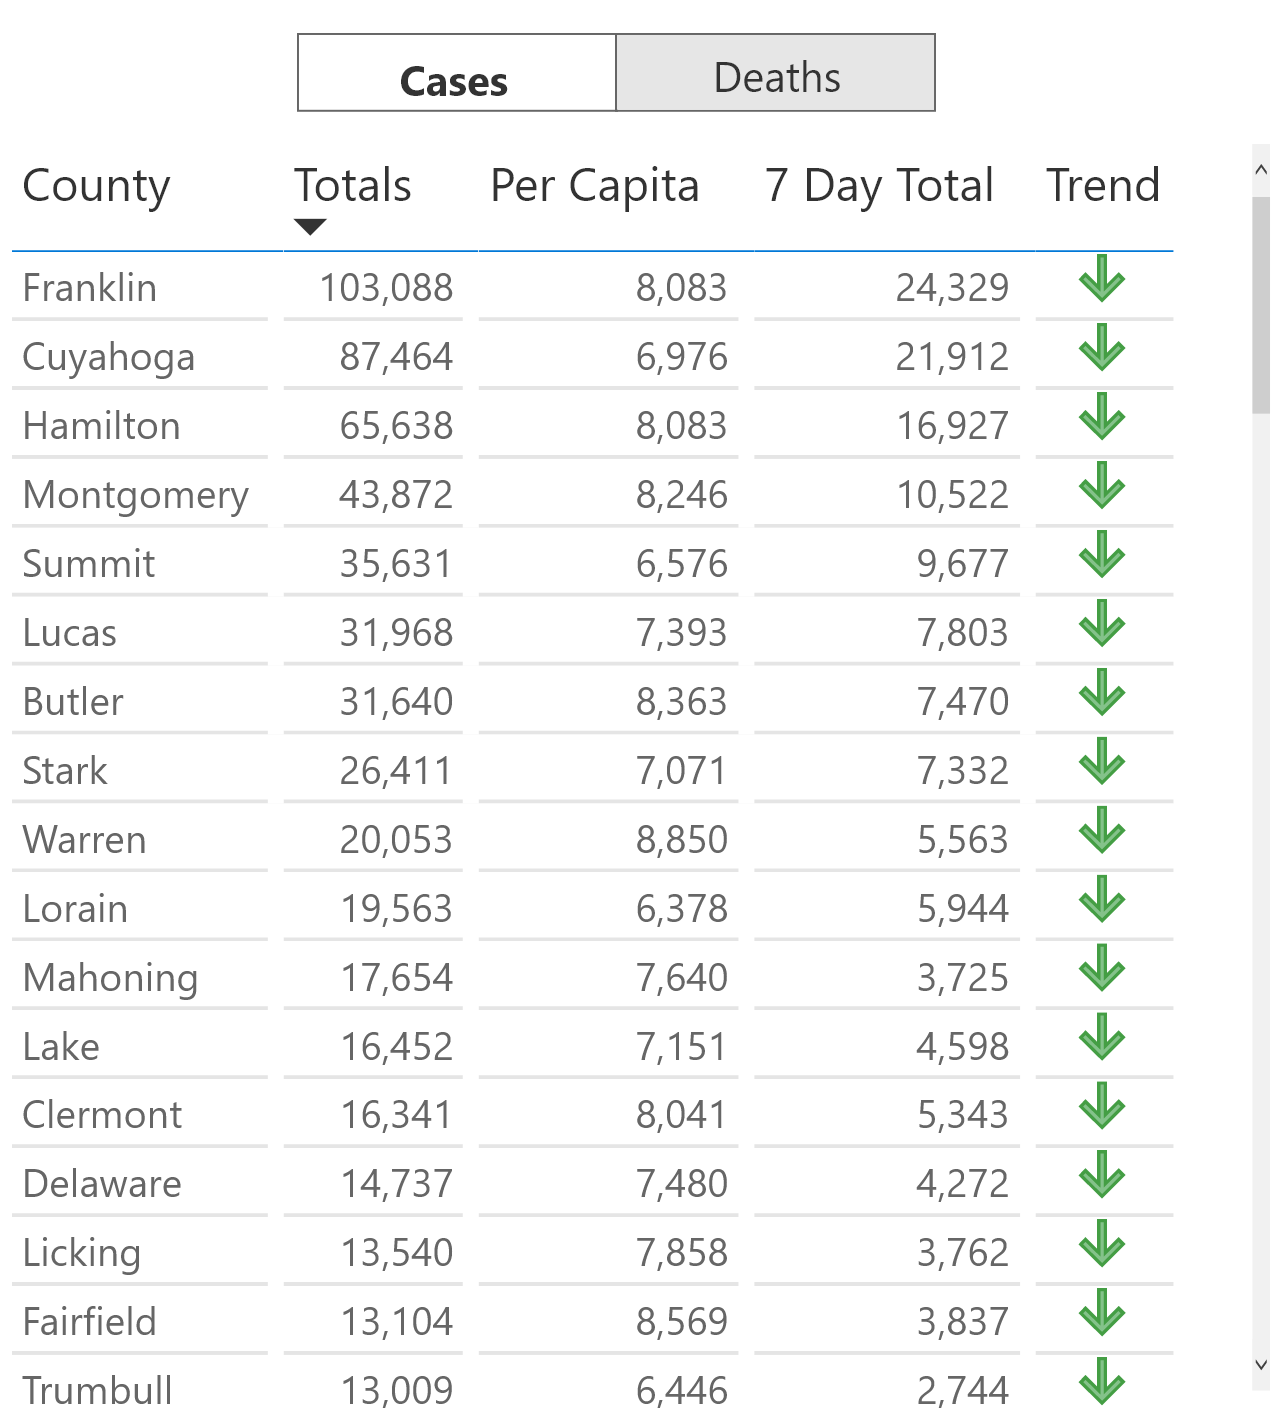 Cases Deaths
County Totals Per Capita 7 Day Total Trend
Franklin 103,088 8,083 24,329
Cuyahoga 87,464 6,976 21,912
Hamilton 65,638 8,083 16,927
Montgomery 43,872 8,246 10,522
Summit 35,631 6,576 9,677
Lucas 31,968 7,393 7,803
Butler 31,640 8,363 7,470
Stark 26,411 7,071 7,332
Warren 20,053 8,850 5,563
Lorain 19,563 6,378 5,944
Mahoning 17,654 7,640 3,725
Lake 16,452 7,151 4,598
Clermont 16,341 8,041 5,343
Delaware 14,737 7,480 4,272
Licking 13,540 7,858 3,762
Fairfield 13,104 8,569 3,837
Trumbull 13,009 6,446 2,744